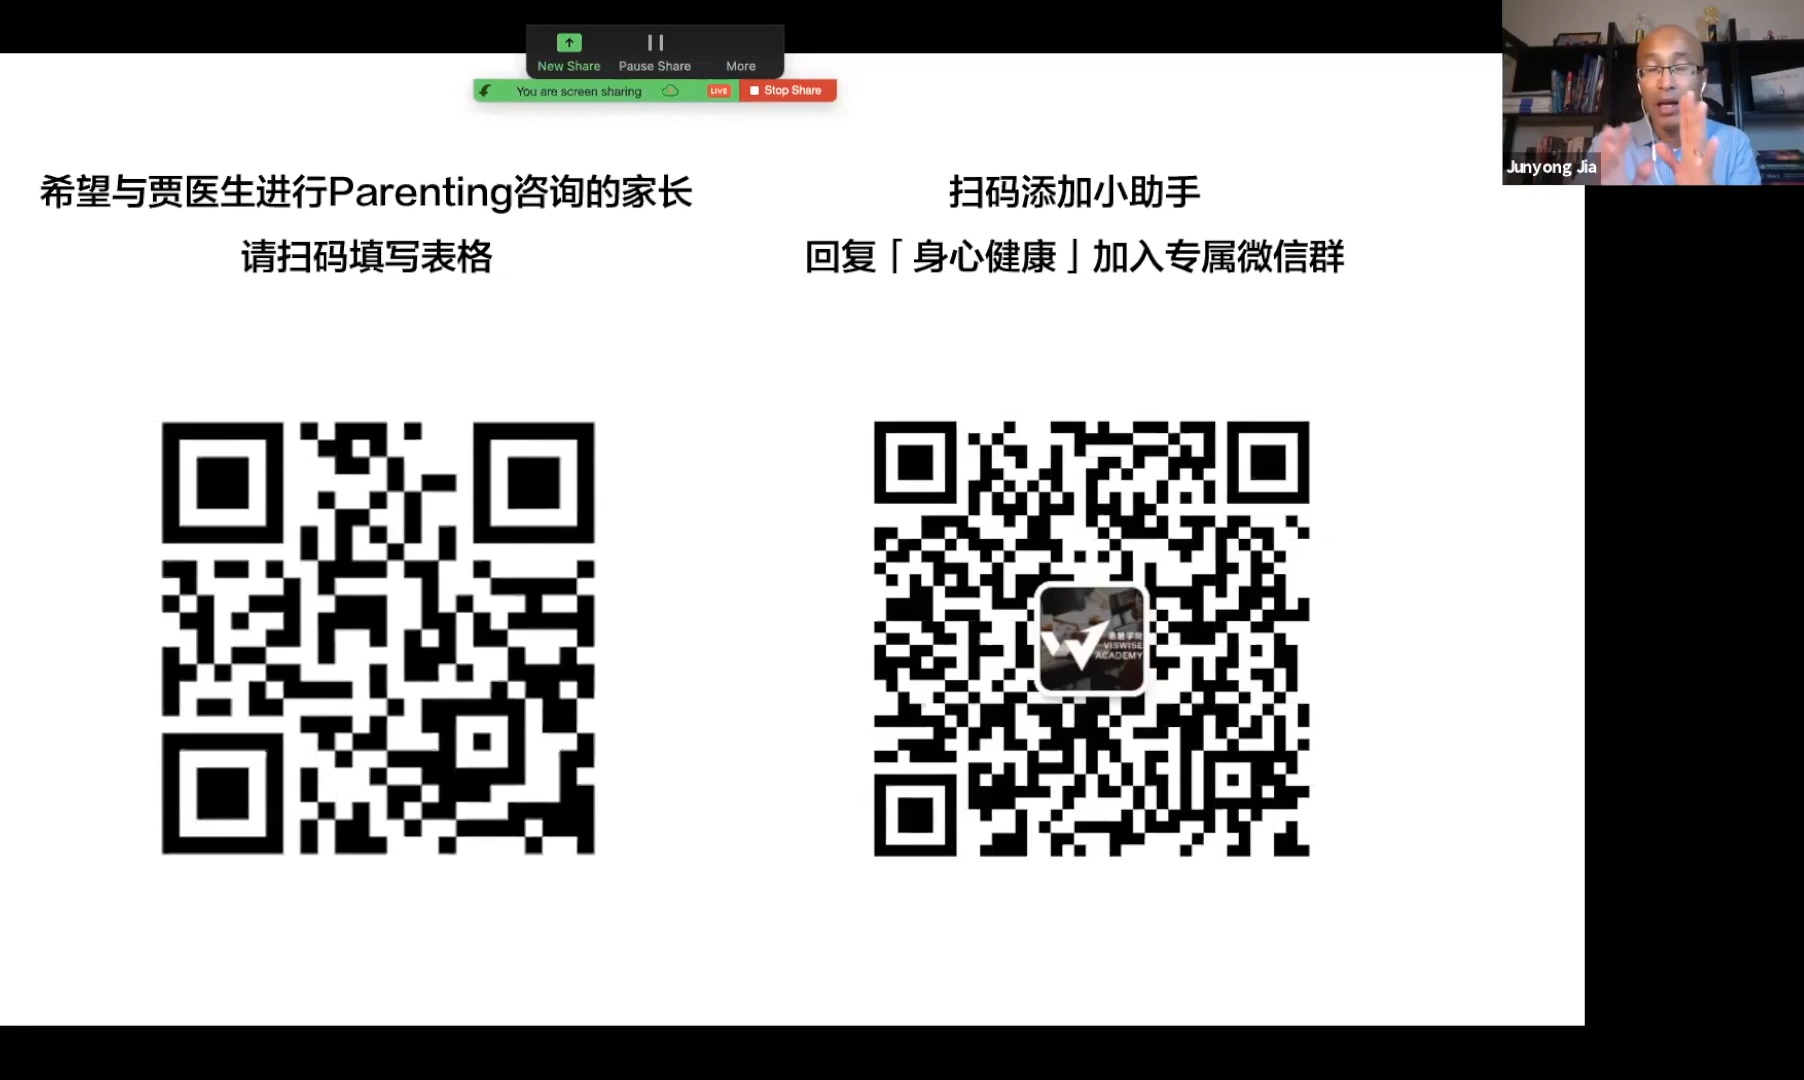 New Share
Pause Share
More
You are screen sharing
LIVE
Stop Share
Junyong Jia
希望与贾医生进行Parenting咨询的家长
请扫码填写表格
扫码添加小助手
回复「身心健康」加入专属微信群
VISWISE
ACADEMY